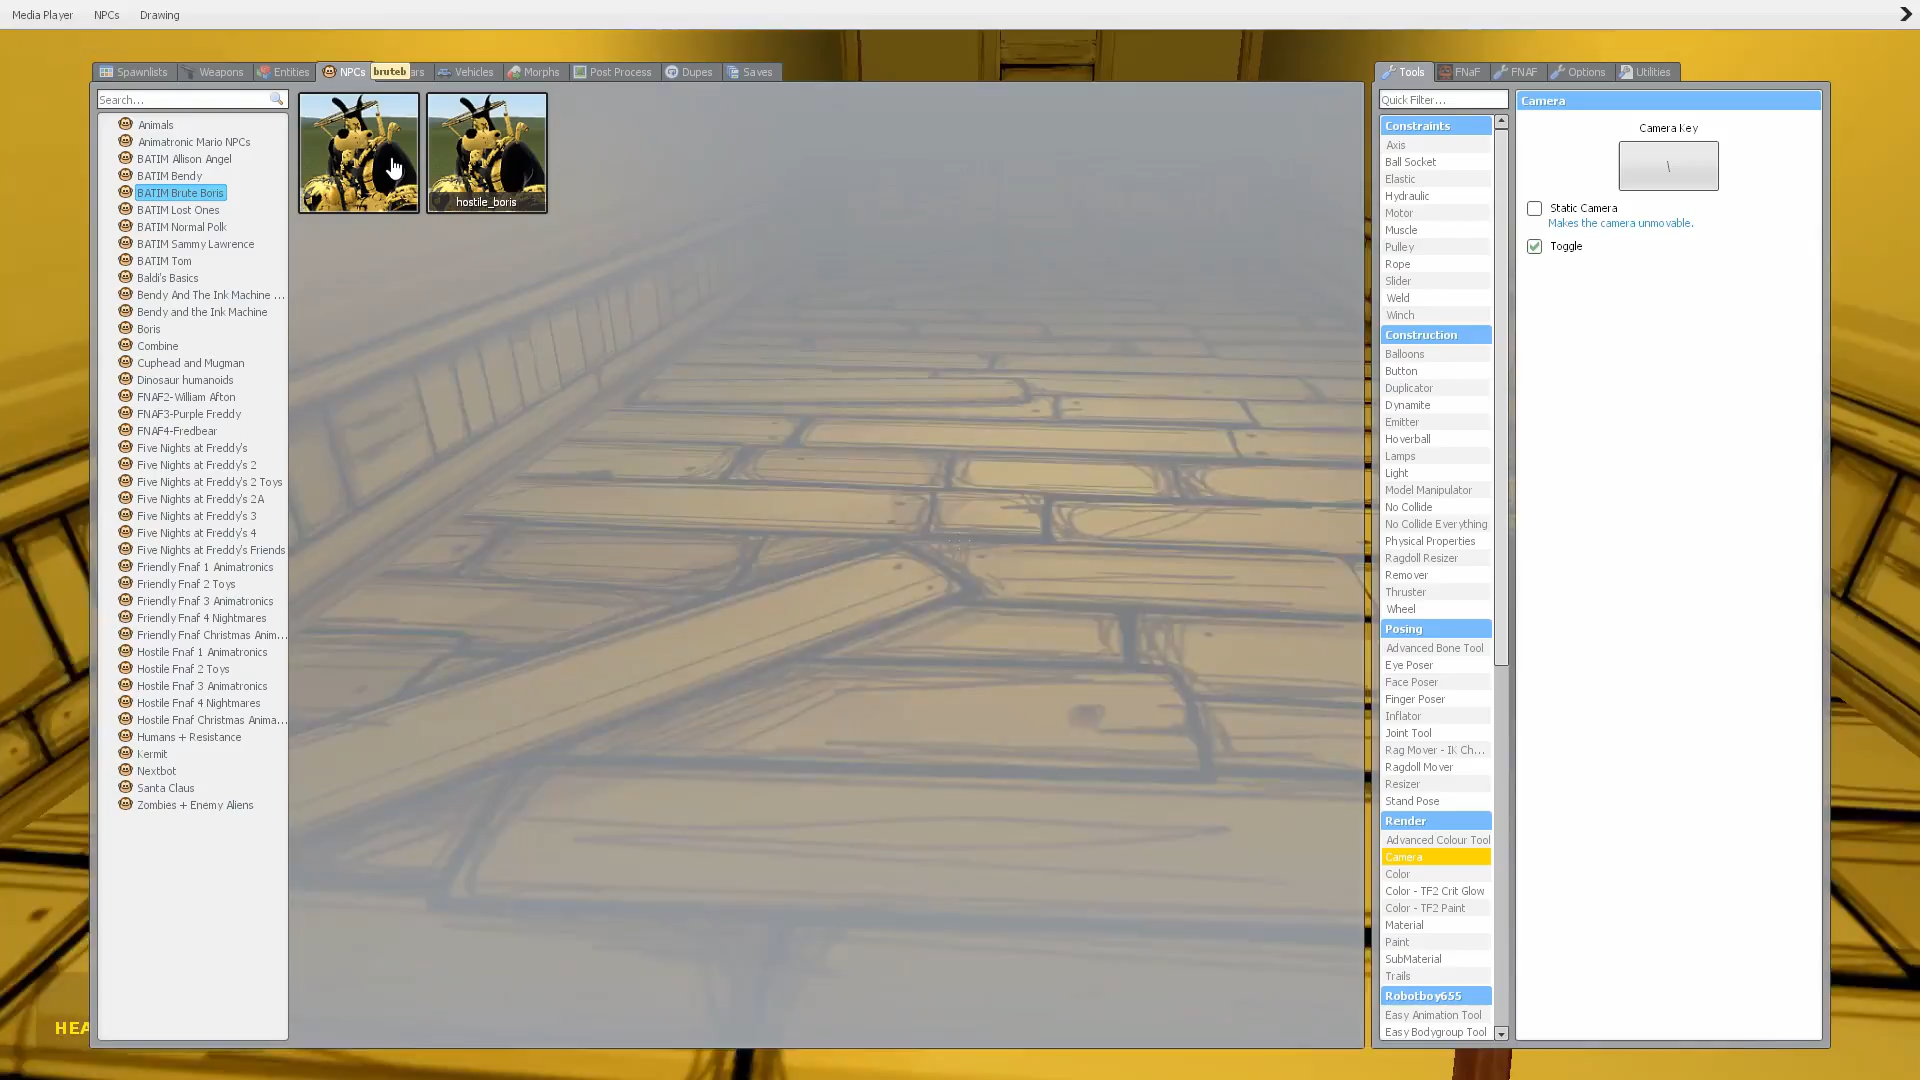 Media Player NPCs Drawing
Spawnlists Weapons Entities NPCs bruteb ars Vehicles Morphs Post Process Dupes Saves
Search...
Animals
Animatronic Mario NPCs
BATIM Allison Angel
BATIM Bendy
BATIM Brute Boris
BATIM Lost Ones
BATIM Normal Polk
BATIM Sammy Lawrence
BATIM Tom
Baldi's Basics
Bendy And The Ink Machine ...
Bendy and the Ink Machine
Boris
Combine
Cuphead and Mugman
Dinosaur humanoids
FNAF2-William Afton
FNAF3-Purple Freddy
FNAF4-Fredbear
Five Nights at Freddy's
Five Nights at Freddy's 2
Five Nights at Freddy's 2 Toys
Five Nights at Freddy's 2A
Five Nights at Freddy's 3
Five Nights at Freddy's 4
Five Nights at Freddy's Friends
Friendly Fnaf 1 Animatronics
Friendly Fnaf 2 Toys
Friendly Fnaf 3 Animatronics
Friendly Fnaf 4 Nightmares
Friendly Fnaf Christmas Anim...
Hostile Fnaf 1 Animatronics
Hostile Fnaf 2 Toys
Hostile Fnaf 3 Animatronics
Hostile Fnaf 4 Nightmares
Hostile Fnaf Christmas Anima...
Humans + Resistance
Kermit
Nextbot
Santa Claus
Zombies + Enemy Aliens
hostile_boris
HEA
Tools FNaF FNAF Options Utilities
Quick Filter...
Constraints
Axis
Ball Socket
Elastic
Hydraulic
Motor
Muscle
Pulley
Rope
Slider
Weld
Winch
Construction
Balloons
Button
Duplicator
Dynamite
Emitter
Hoverball
Lamps
Light
Model Manipulator
No Collide
No Collide Everything
Physical Properties
Ragdoll Resizer
Remover
Thruster
Wheel
Posing
Advanced Bone Tool
Eye Poser
Face Poser
Finger Poser
Inflator
Joint Tool
Rag Mover - IK Ch...
Ragdoll Mover
Resizer
Stand Pose
Render
Advanced Colour Tool
Camera
Color
Color - TF2 Crit Glow
Color - TF2 Paint
Material
Paint
SubMaterial
Trails
Robotboy655
Easy Animation Tool
Easy Bodygroup Tool
Camera
Camera Key
\
Static Camera
Makes the camera unmovable.
Toggle